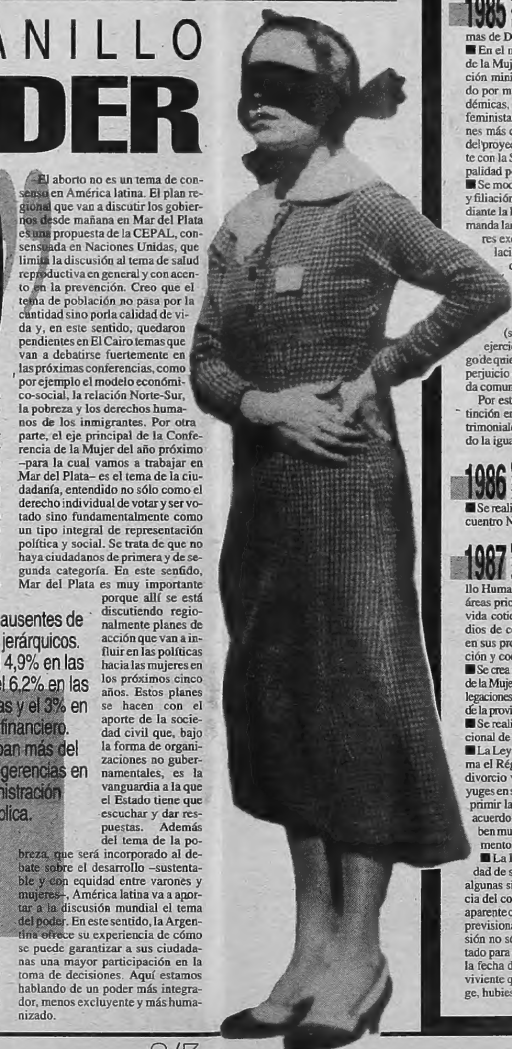 ANILLO
DER
–El aborto no es un tema de con-
senso en América latina. El plan re-
gional que van a discutir los gobier-
nos desde mañana en Mar del Plata
es una propuesta de la CEPAL, con-
sensuada en Naciones Unidas, que
limita la discusión al tema de salud
reproductiva en general y con acen-
to en la prevención. Creo que el
tema de población no pasa por la
cantidad sino porla calidad de vi-
da y, en este sentido, quedaron
pendientes en El Cairo temas que
van a debatirse fuertemente en
las próximas conferencias, como
por ejemplo el modelo económi-
co-social, la relación Norte-Sur,
la pobreza y los derechos huma-
nos de los inmigrantes. Por otra
parte, el eje principal de la Confe-
rencia de la Mujer del año próximo
–para la cual vamos a trabajar en
Mar del Plata– es el tema de la ciu-
dadanía, entendido no sólo como el
derecho individual de votar y ser vo-
tado sino fundamentalmente como
un tipo integral de representación
política y social. Se trata de que no
haya ciudadanos de primera y de se-
gunda categoría. En este sentido,
Mar del Plata es muy importante
porque allí se está
discutiendo regio-
nalmente planes de
acción que van a in-
fluir en las políticas
hacia las mujeres en
los próximos cinco
años. Estos planes
se hacen con el
aporte de la socie-
dad civil que, bajo
la forma de organi-
zaciones no guber-
namentales, es la
vanguardia a la que
el Estado tiene que
escuchar y dar res-
puestas. Además
del tema de la po-
breza, que será incorporado al de-
bate sobre el desarrollo –sustenta-
ble y con equidad entre varones y
mujeres–, América latina va a apor-
tar a la discusión mundial el tema
del poder. En este sentido, la Argen-
tina ofrece su experiencia de cómo
se puede garantizar a sus ciudada-
nas una mayor participación en la
toma de decisiones. Aquí estamos
hablando de un poder más integra-
dor, menos excluyente y más huma-
nizado.
ausentes de
jerárquicos.
4,9% en las
el 6,2% en las
as y el 3% en
financiero.
pan más del
gerencias en
nistración
blica.
1985
mas de D
■ En el m
de la Muj
ción mini
do por m
démicas,
feminista
nes más d
del proyec
te con la S
palidad p
■ Se mod
y filiación
diante la l
manda la
res exc
laci
(s
ejerci
go de quie
perjuicio
da comun
Por est
tinción en
trimoniale
do la igua
1986
■ Se reali
cuentro N
1987
llo Huma
áreas prio
vida cotic
dios de co
en sus pro
ción y coo
■ Se crea
de la Muje
legaciones
de la provi
■ Se reali
cional de
■ La Ley
ma el Rég
divorcio v
yuges en s
primir la
acuerdo
ben mu
mento
■ La I
dad de s
algunas si
cia del co
aparente c
previsiona
sión no só
tado para
la fecha d
viviente q
ge, hubies